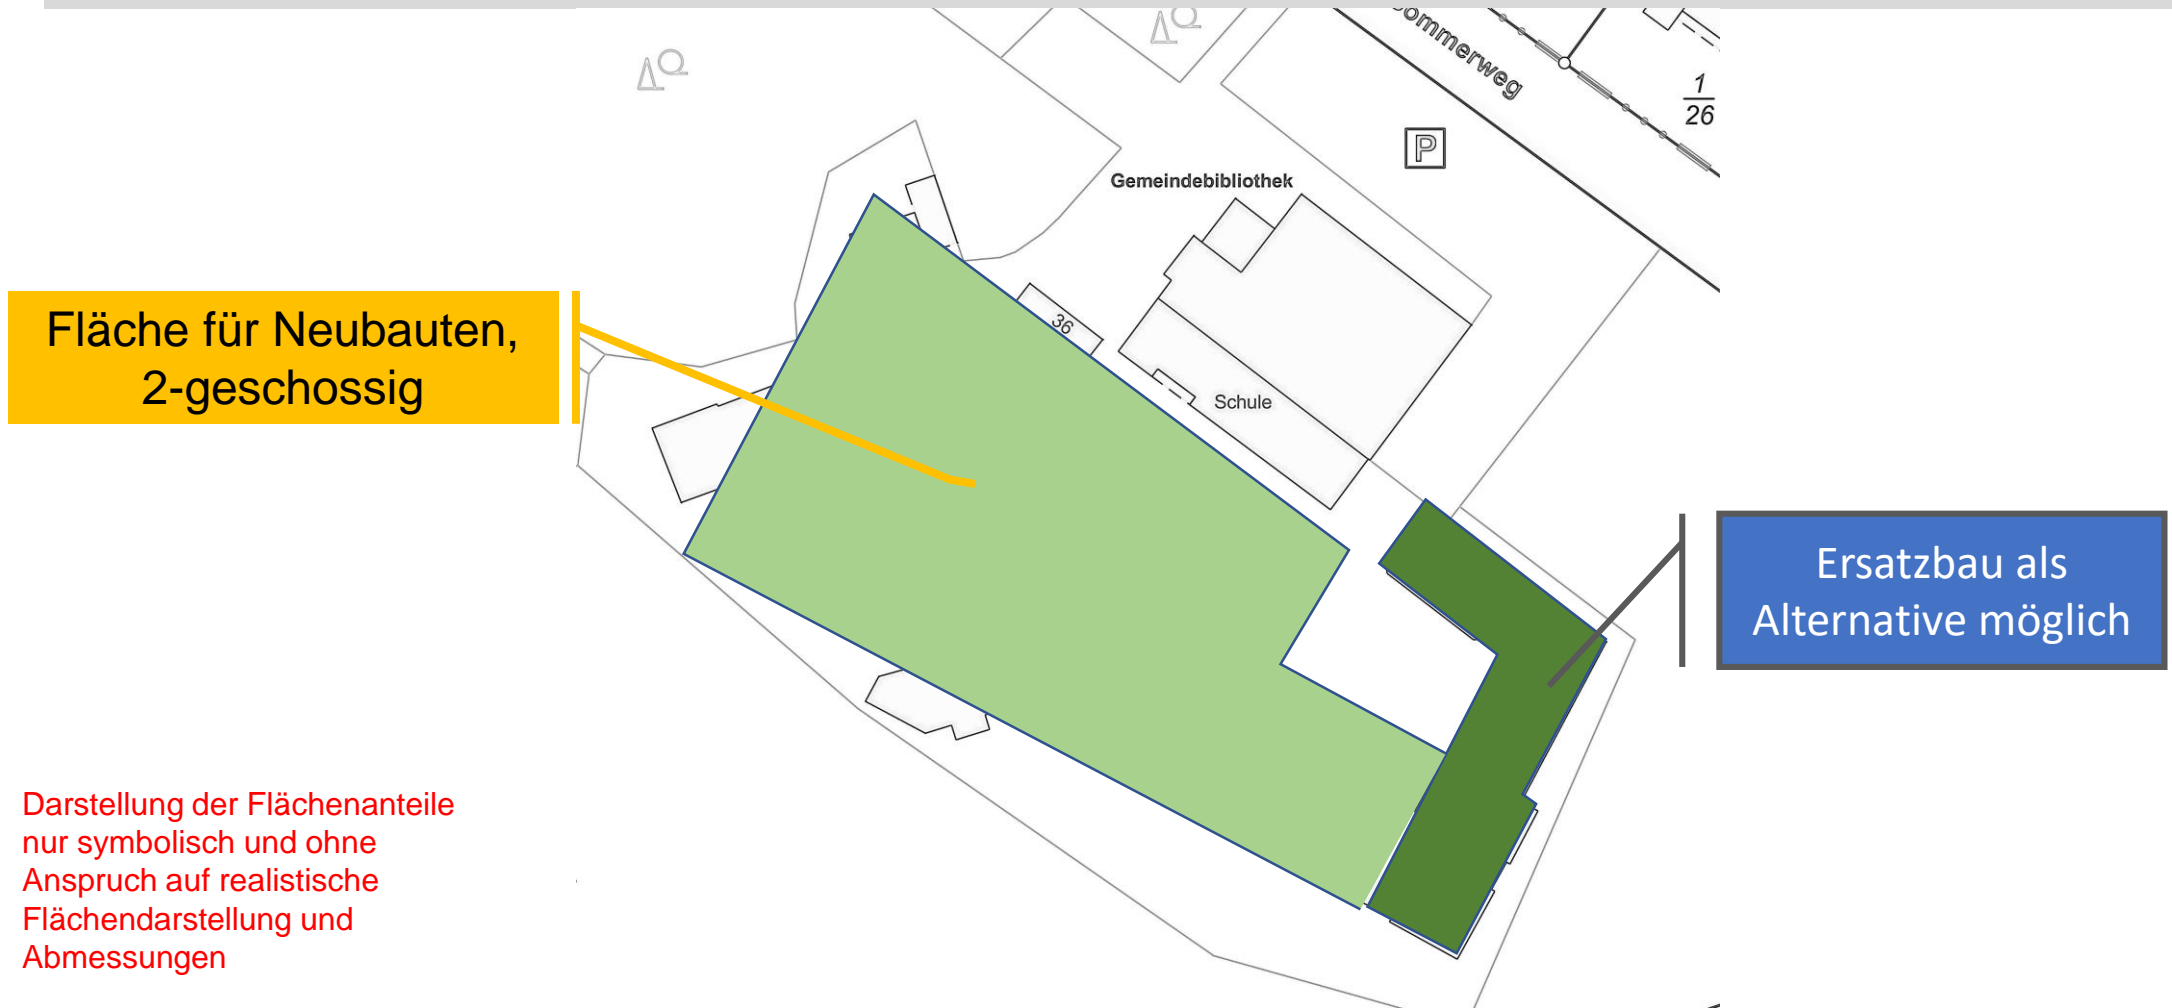 ommerweg
1
26
P
Gemeindebibliothek
Fläche für Neubauten,
2-geschossig
36
Schule
Ersatzbau als
Alternative möglich
Darstellung der Flächenanteile
nur symbolisch und ohne
Anspruch auf realistische
Flächendarstellung und
Abmessungen